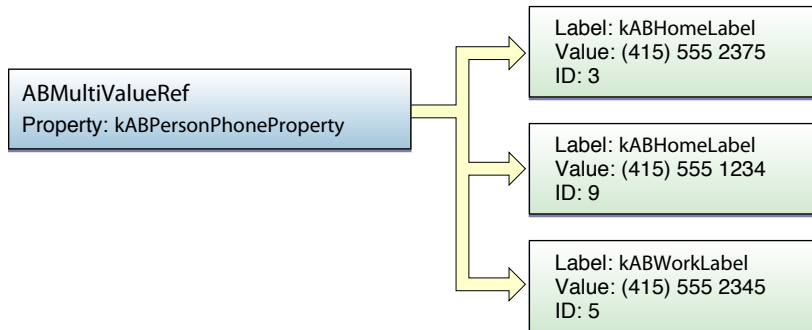 ABMultiValueRef
Property: kABPersonPhoneProperty
Label: kABHomeLabel
Value: (415) 555 2375
ID: 3
Label: kABHomeLabel
Value: (415) 555 1234
ID: 9
Label: kABWorkLabel
Value: (415) 555 2345
ID: 5